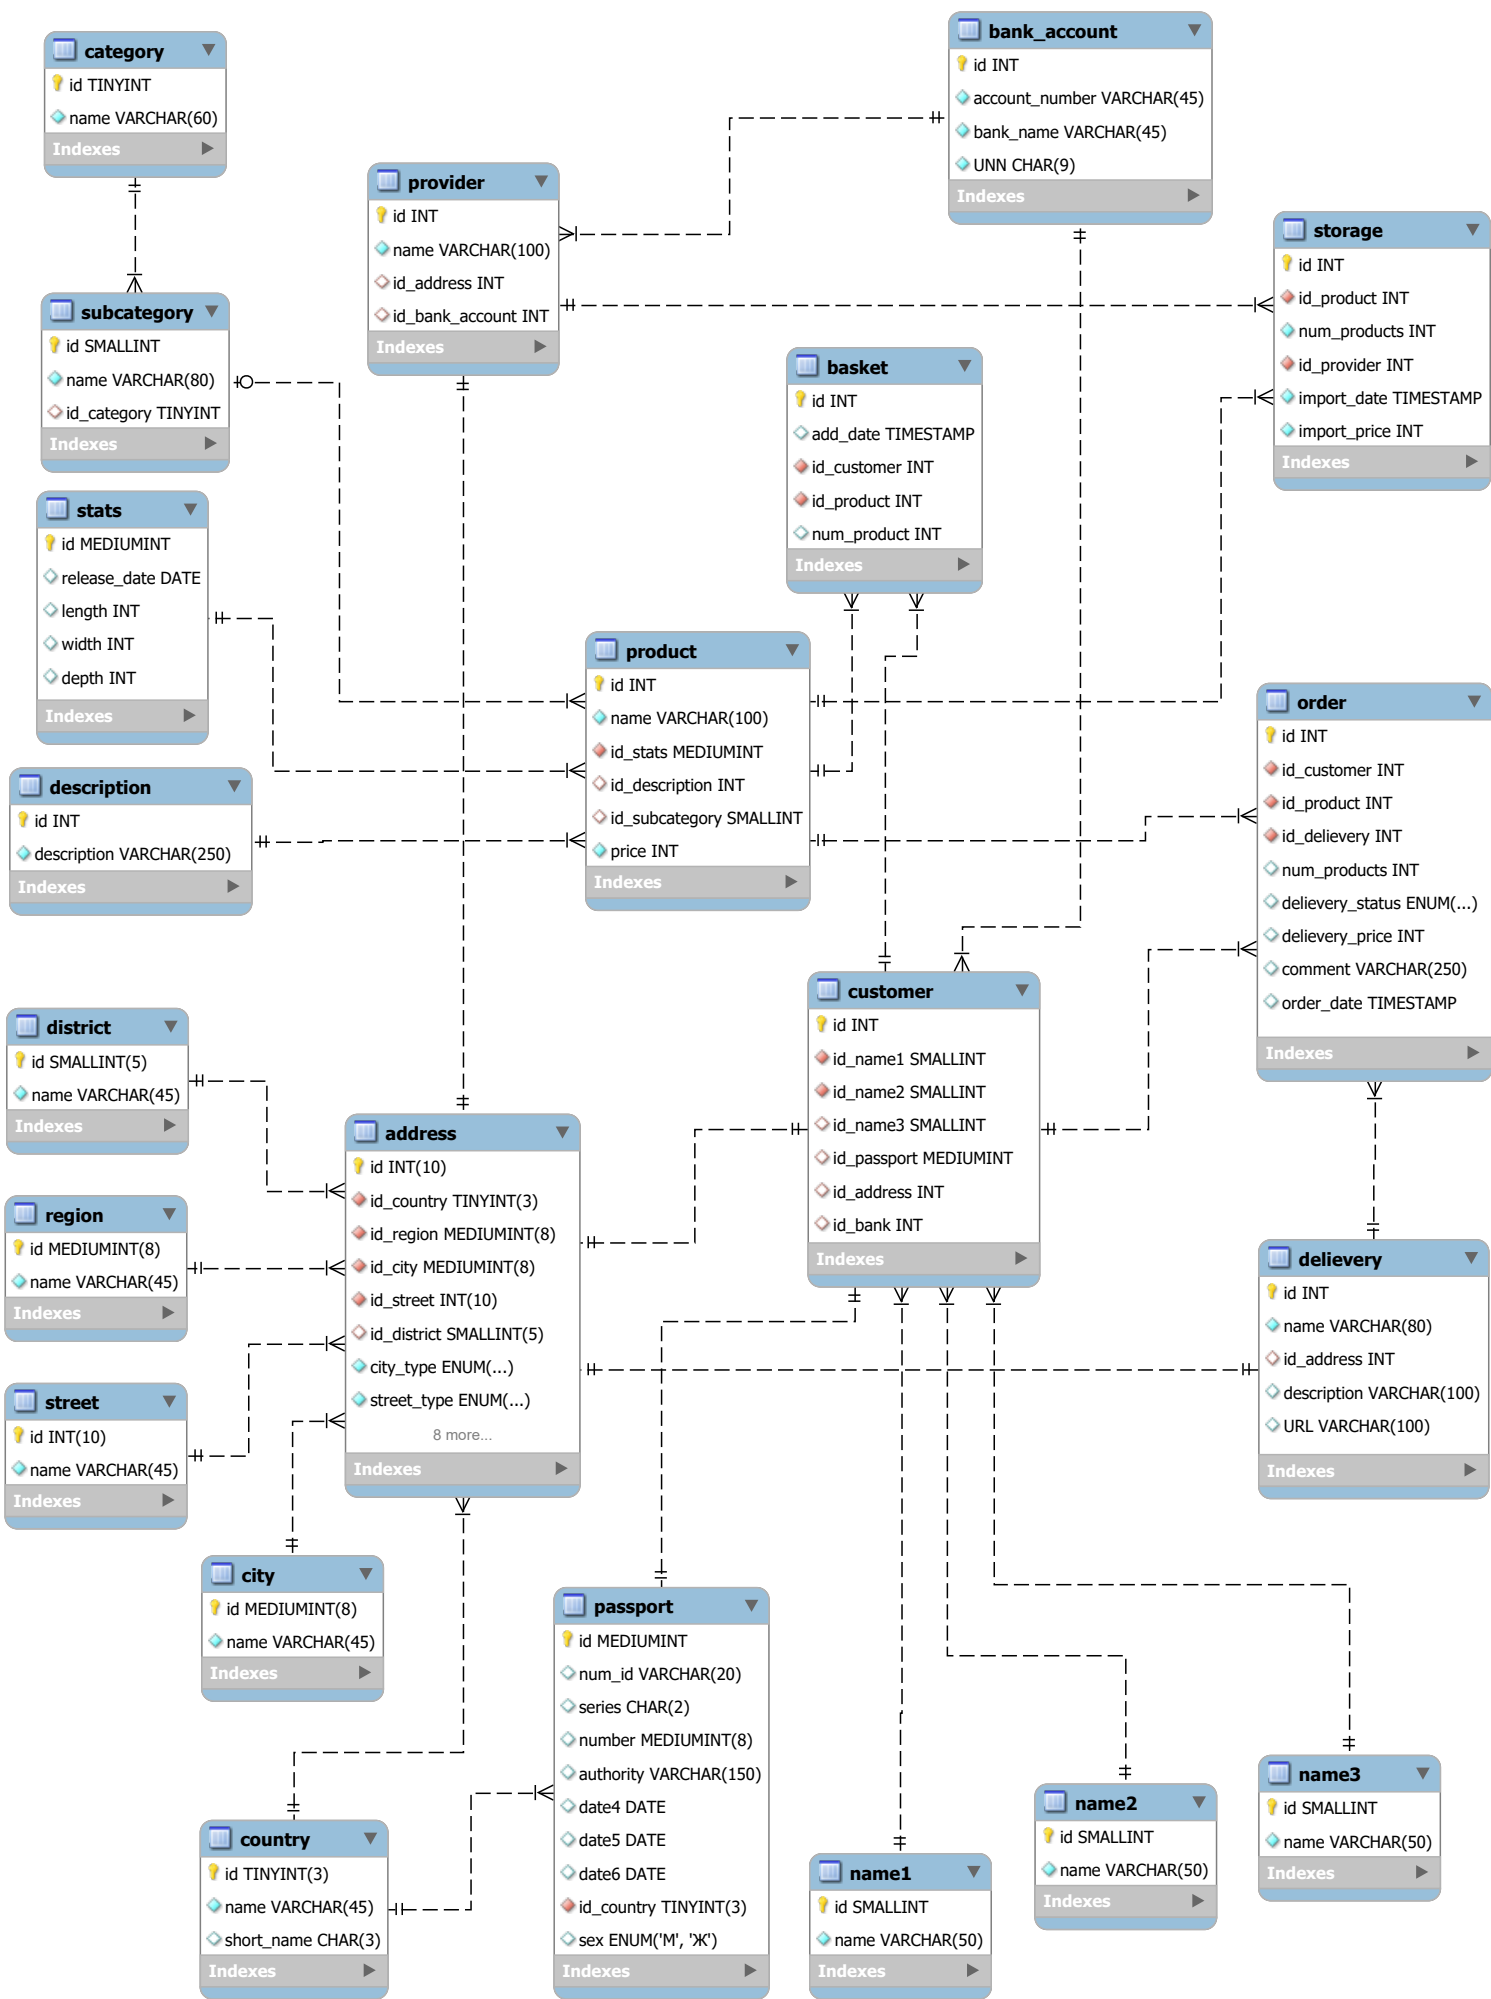 category
id TINYINT
name VARCHAR(60)
Indexes
bank_account
id INT
account_number VARCHAR(45)
bank_name VARCHAR(45)
UNN CHAR(9)
Indexes
provider
id INT
name VARCHAR(100)
id_address INT
id_bank_account INT
Indexes
storage
id INT
id_product INT
num_products INT
id_provider INT
import_date TIMESTAMP
import_price INT
Indexes
subcategory
id SMALLINT
name VARCHAR(80)
id_category TINYINT
Indexes
basket
id INT
add_date TIMESTAMP
id_customer INT
id_product INT
num_product INT
Indexes
stats
id MEDIUMINT
release_date DATE
length INT
width INT
depth INT
Indexes
product
id INT
name VARCHAR(100)
id_stats MEDIUMINT
id_description INT
id_subcategory SMALLINT
price INT
Indexes
order
id INT
id_customer INT
id_product INT
id_delievery INT
num_products INT
delievery_status ENUM(...)
delievery_price INT
comment VARCHAR(250)
order_date TIMESTAMP
Indexes
description
id INT
description VARCHAR(250)
Indexes
customer
id INT
id_name1 SMALLINT
id_name2 SMALLINT
id_name3 SMALLINT
id_passport MEDIUMINT
id_address INT
id_bank INT
Indexes
district
id SMALLINT(5)
name VARCHAR(45)
Indexes
address
id INT(10)
id_country TINYINT(3)
id_region MEDIUMINT(8)
id_city MEDIUMINT(8)
id_street INT(10)
id_district SMALLINT(5)
city_type ENUM(...)
street_type ENUM(...)
8 more...
Indexes
region
id MEDIUMINT(8)
name VARCHAR(45)
Indexes
delievery
id INT
name VARCHAR(80)
id_address INT
description VARCHAR(100)
URL VARCHAR(100)
Indexes
street
id INT(10)
name VARCHAR(45)
Indexes
city
id MEDIUMINT(8)
name VARCHAR(45)
Indexes
passport
id MEDIUMINT
num_id VARCHAR(20)
series CHAR(2)
number MEDIUMINT(8)
authority VARCHAR(150)
date4 DATE
date5 DATE
date6 DATE
id_country TINYINT(3)
sex ENUM('М', 'Ж')
Indexes
country
id TINYINT(3)
name VARCHAR(45)
short_name CHAR(3)
Indexes
name1
id SMALLINT
name VARCHAR(50)
Indexes
name2
id SMALLINT
name VARCHAR(50)
Indexes
name3
id SMALLINT
name VARCHAR(50)
Indexes